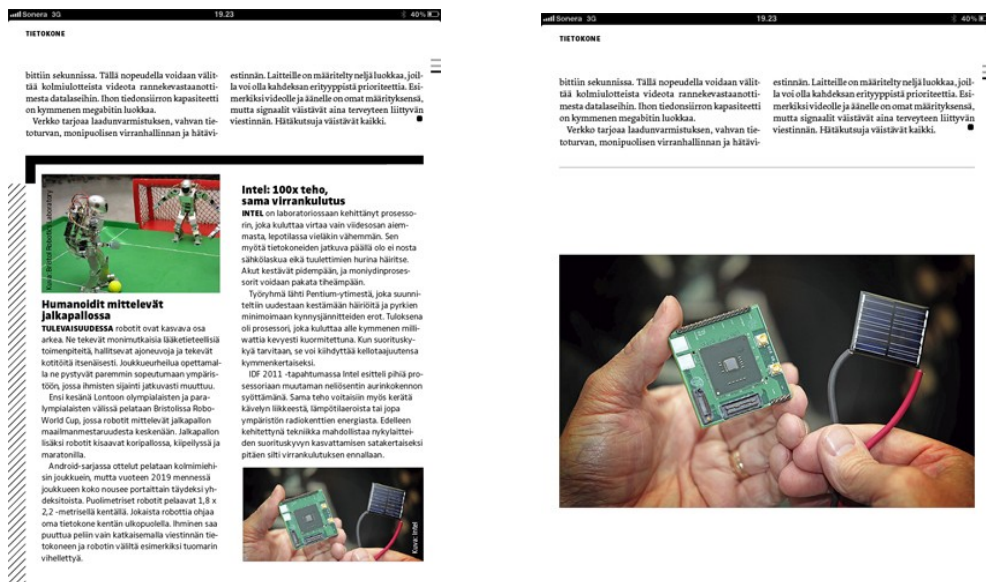 Sonera 3G 19.23 40%
TIETOKONE
bittiin sekunnissa. Tällä nopeudella voidaan välit-
tää kolmiulotteista videota rannekevastaanotti-
mesta datalaseihin. Ihon tiedonsiirron kapasiteetti
on kymmenen megabitin luokkaa.
Verkko tarjoaa laadunvarmistuksen, vahvan tie-
toturvan, monipuolisen virranhallinnan ja hätävi-
estinnän. Laitteille on määritelty neljä luokkaa, joil-
la voi olla kahdeksan erityyppistä prioriteettia. Esi-
merkiksi videolle ja äänelle on omat määrityksensä,
mutta signaalit väistävät aina terveyteen liittyvän
viestinnän. Hätäkutsuja väistävät kaikki.
Kuva: Bristol Robotics Laboratory
Humanoidit mittelevät
jalkapallossa
TULEVAISUUDESSA robotit ovat kasvava osa
arkea. Ne tekevät monimutkaisia lääketieteellisiä
toimenpiteitä, hallitsevat ajoneuvoja ja tekevät
kotitöitä itsenäisesti. Joukkueurheilua opettamal-
la ne pystyvät paremmin sopeutumaan ympäris-
töön, jossa ihmisten sijainti jatkuvasti muuttuu.
Ensi kesänä Lontoon olympialaisten ja para-
lympialaisten välissä pelataan Bristolissa Robo-
World Cup, jossa robotit mittelevät jalkapallon
maailmanmestaruudesta keskenään. Jalkapallon
lisäksi robotit kisaavat koripallossa, kiipeilyssä ja
maratonilla.
Android-sarjassa ottelut pelataan kolmimiehi-
sin joukkuein, mutta vuoteen 2019 mennessä
joukkueen koko nousee portaittain täydeksi yh-
deksitoista. Puolimetriset robotit pelaavat 1,8 x
2,2 -metrisellä kentällä. Jokaista robottia ohjaa
oma tietokone kentän ulkopuolella. Ihminen saa
puuttua peliin vain katkaisemalla viestinnän tie-
tokoneen ja robotin väliltä esimerkiksi tuomarin
vihellettyä.
Intel: 100x teho,
sama virrankulutus
INTEL on laboratoriossaan kehittänyt prosesso-
rin, joka kuluttaa virtaa vain viidesosan aiem-
masta, lepotilassa vieläkin vähemmän. Sen
myötä tietokoneiden jatkuva päällä olo ei nosta
sähkölaskua eikä tuulettimien hurina häiritse.
Akut kestävät pidempään, ja moniydinproses-
sorit voidaan pakata tiheämpään.
Työryhmä lähti Pentium-ytimestä, joka suunni-
teltiin uudestaan kestämään häiriöitä ja pyrkien
minimoimaan kynnysjännitteiden erot. Tuloksena
oli prosessori, joka kuluttaa alle kymmenen milli-
wattia kevyesti kuormitettuna. Kun suoritusky-
kyä tarvitaan, se voi kiihdyttää kellotaajuutensa
kymmenkertaiseksi.
IDF 2011 -tapahtumassa Intel esitteli pihiä pro-
sessoriaan muutaman neliösentin aurinkokennon
syöttämänä. Sama teho voitaisiin myös kerätä
kävelyn liikkeestä, lämpötilaeroista tai jopa
ympäristön radiokenttien energiasta. Edelleen
kehitettynä tekniikka mahdollistaa nykylaittei-
den suorituskyvyn kasvattamisen satakertaiseksi
pitäen silti virrankulutuksen ennallaan.
Kuva: Intel
Sonera 3G 19.23 40%
TIETOKONE
bittiin sekunnissa. Tällä nopeudella voidaan välit-
tää kolmiulotteista videota rannekevastaanotti-
mesta datalaseihin. Ihon tiedonsiirron kapasiteetti
on kymmenen megabitin luokkaa.
Verkko tarjoaa laadunvarmistuksen, vahvan tie-
toturvan, monipuolisen virranhallinnan ja hätävi-
estinnän. Laitteille on määritelty neljä luokkaa, joil-
la voi olla kahdeksan erityyppistä prioriteettia. Esi-
merkiksi videolle ja äänelle on omat määrityksensä,
mutta signaalit väistävät aina terveyteen liittyvän
viestinnän. Hätäkutsuja väistävät kaikki.